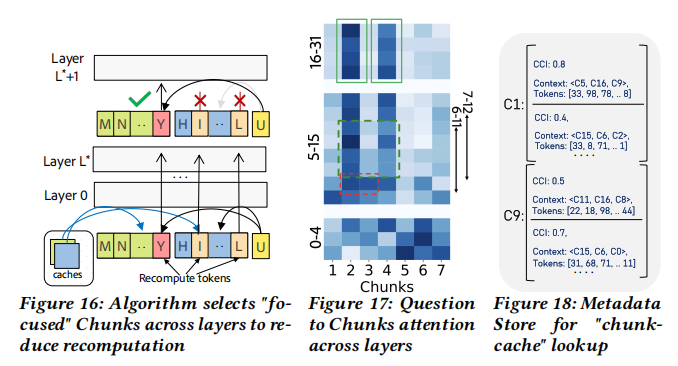 Layer
L*+1
M N ·· Y H I ·· L U
Layer L*
...
Layer 0
M N ·· Y H I ·· L U
caches
Recompute tokens
Figure 16: Algorithm selects "fo-
cused" Chunks across layers to re-
duce recomputation
16-31
5-15
0-4
7-12
6-11
1 2 3 4 5 6 7
Chunks
Figure 17: Question
to Chunks attention
across layers
C1:
CCI: 0.8
Context: <C5, C16, C9>,
Tokens: [33, 98, 78, .. 8]
CCI: 0.4,
Context: <C15, C6, C2>,
Tokens: [33, 8, 71, .. 1]
....
C9:
CCI: 0.5
Context: <C11, C16, C8>,
Tokens: [22, 18, 98, .. 44]
CCI: 0.7,
Context: <C15, C6, C0>,
Tokens: [31, 68, 71, .. 11]
....
Figure 18: Metadata
Store for "chunk-
cache" lookup